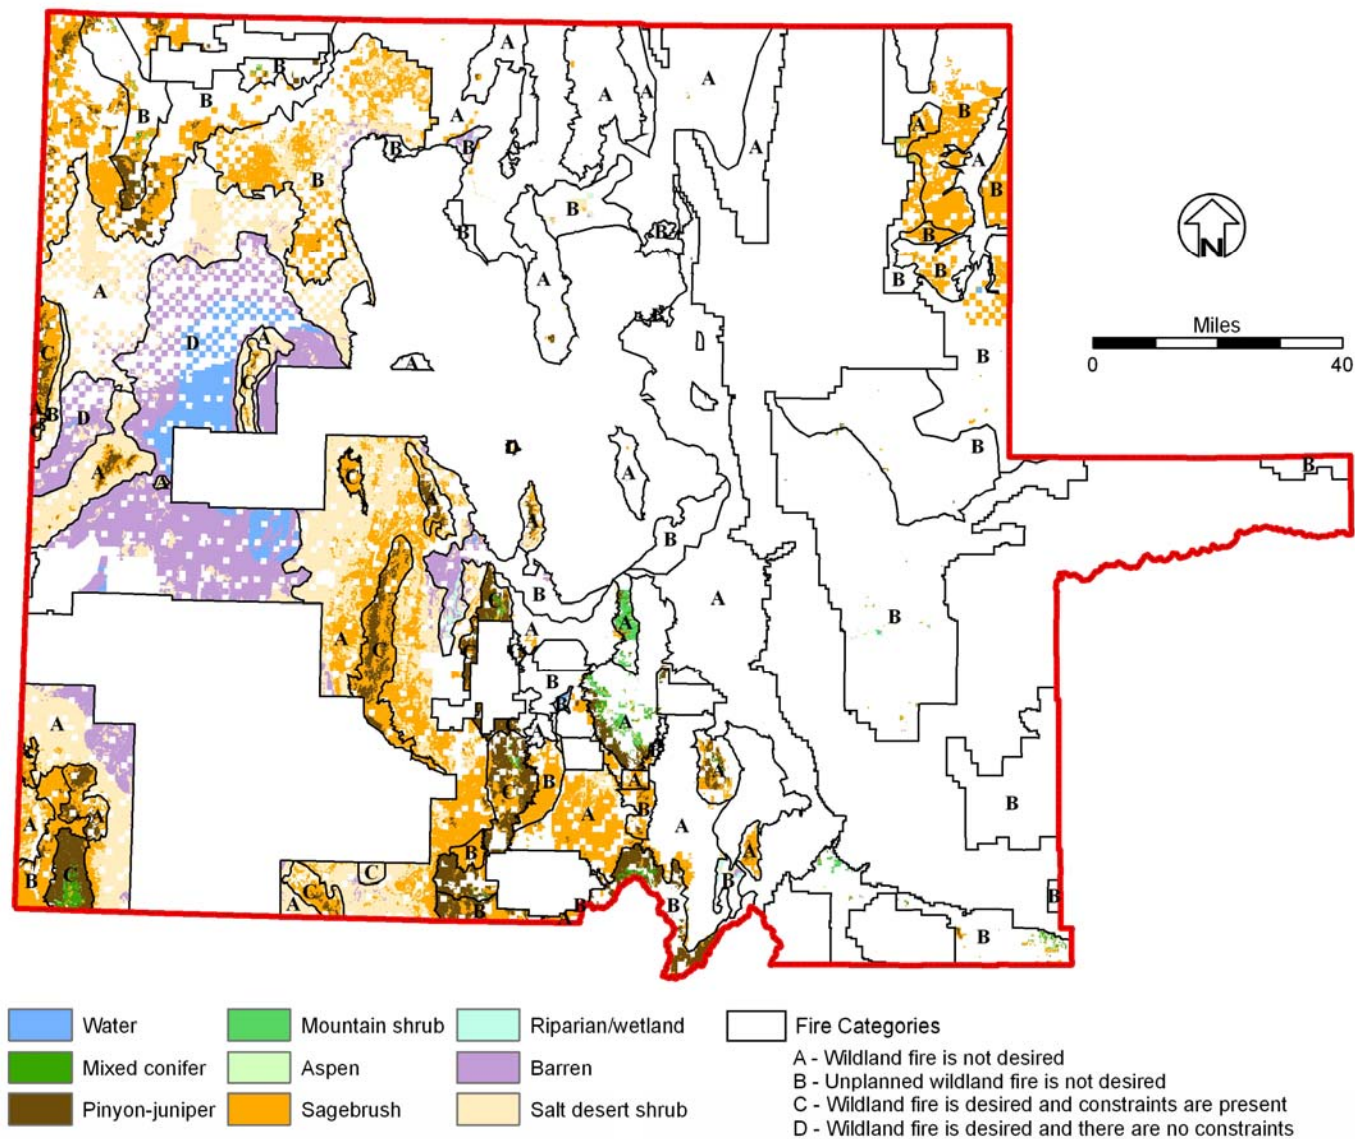 A
B
A
A
A
A
B
B
B
A
B
A
B
B
A
A
B
B
B
B
B
B
B
A
A
B
B
N
Miles
0
40
D
A
C
C
A
B
A
B
D
B
A
A
D
A
B
C
A
A
A
B
C
B
A
A
A
B
A
C
C
C
B
B
A
C
A
A
B
A
A
C
B
A
B
B
A
A
A
A
B
A
C
B
C
C
A
B
B
B
B
B
A
B
Water
Mixed conifer
Pinyon-juniper
Mountain shrub
Aspen
Sagebrush
Riparian/wetland
Barren
Salt desert shrub
Fire Categories
A - Wildland fire is not desired
B - Unplanned wildland fire is not desired
C - Wildland fire is desired and constraints are present
D - Wildland fire is desired and there are no constraints